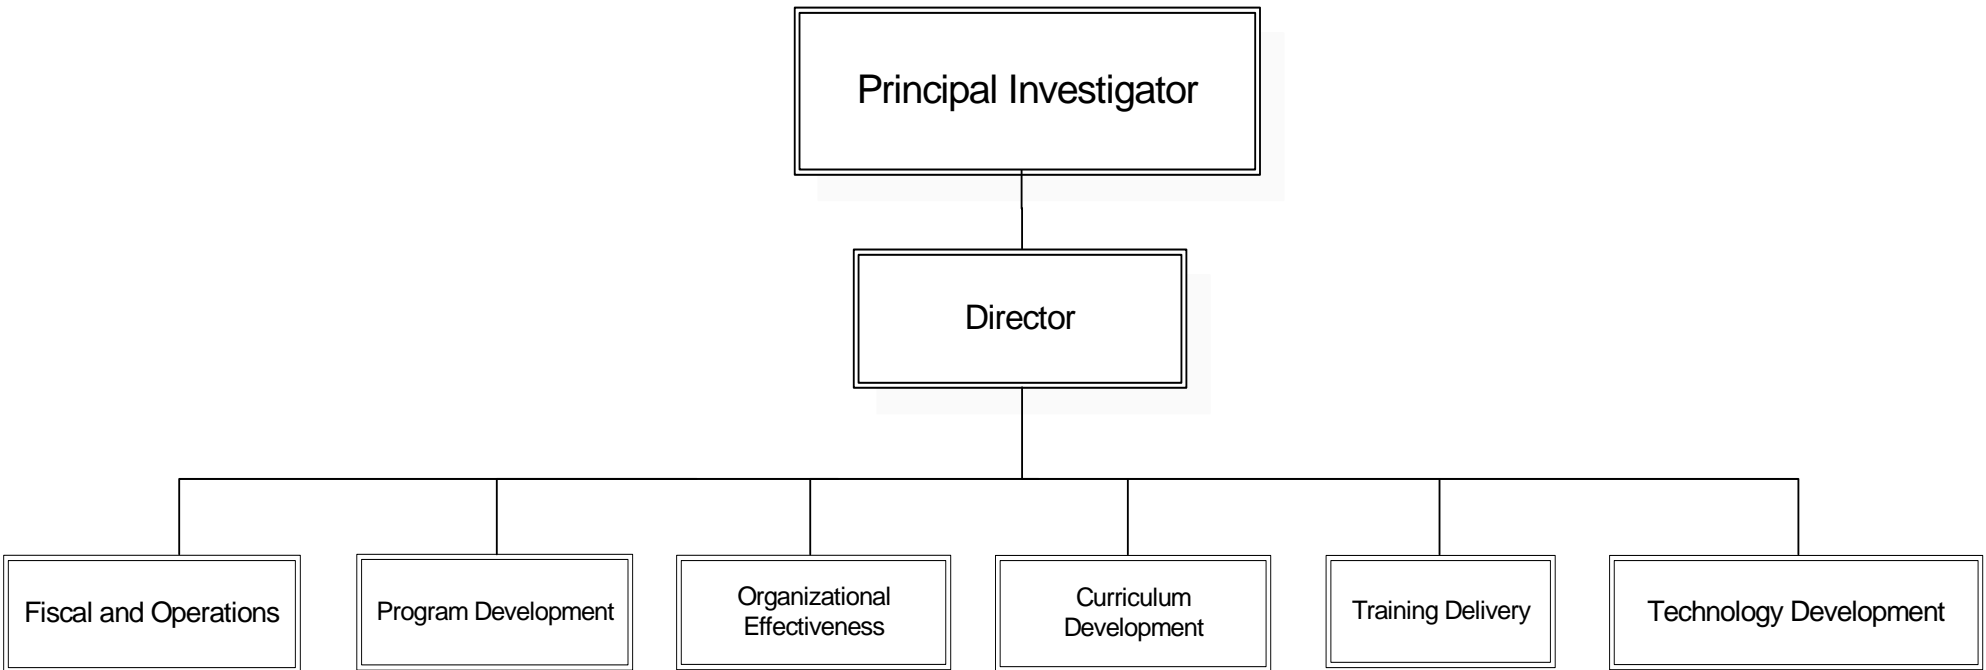 Principal Investigator
Director
Fiscal and Operations
Program Development
Organizational
Effectiveness
Curriculum
Development
Training Delivery
Technology Development